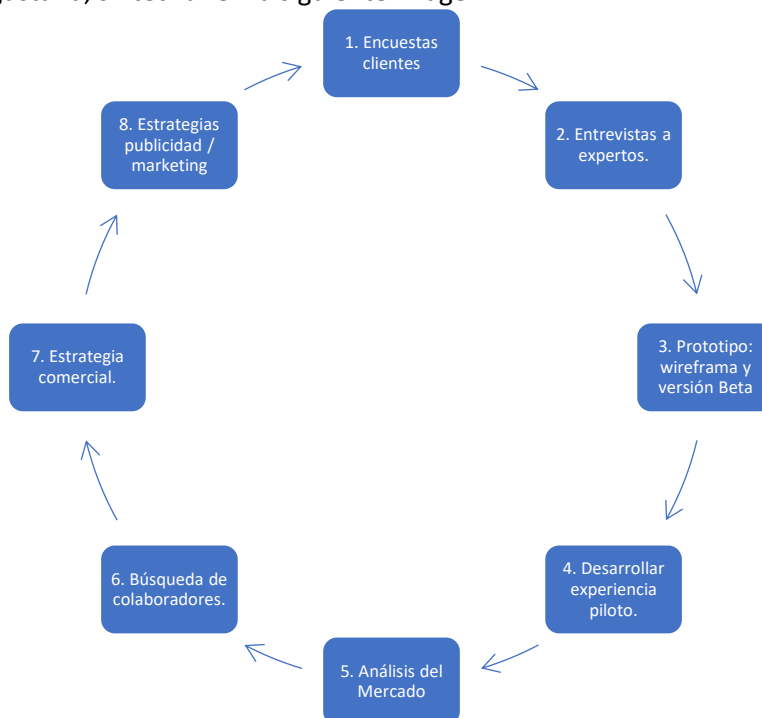 1. Encuestas
clientes
2. Entrevistas a
expertos.
3. Prototipo:
wireframa y
versión Beta
4. Desarrollar
experiencia
piloto.
5. Análisis del
Mercado
6. Búsqueda de
colaboradores.
7. Estrategia
comercial.
8. Estrategias
publicidad /
marketing